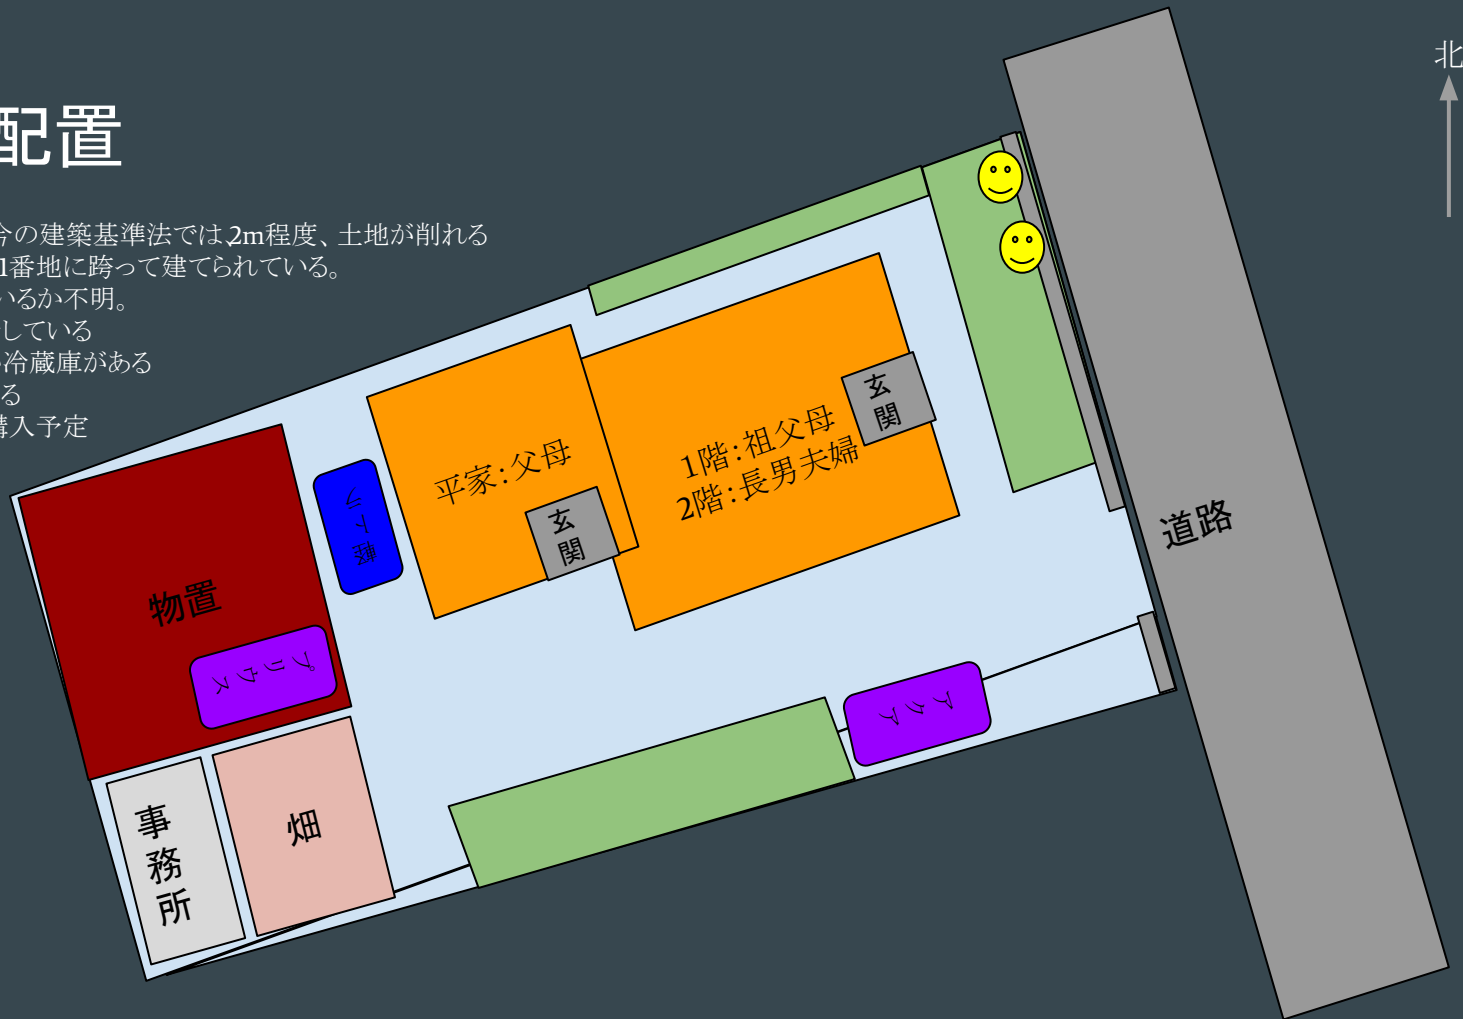 配置
北
今の建築基準法では、2m程度、土地が削れる
1番地に跨って建てられている。
いるか不明。
している
冷蔵庫がある
る
購入予定
玄
関
1階：祖父母
2階：長男夫婦
平家：父母
玄
関
道路
物置
プリウス
アクア
事
務
所
畑